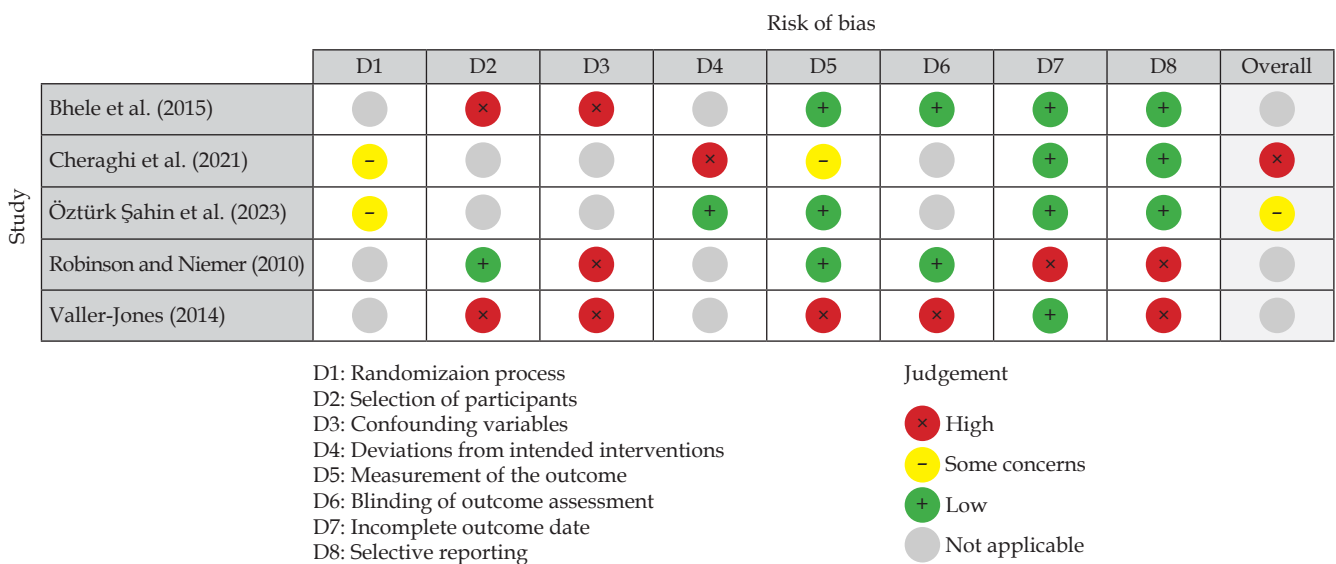 Risk of bias
D1 D2 D3 D4 D5 D6 D7 D8 Overall
Study
Bhele et al. (2015) × × + + + +
Cheraghi et al. (2021) – × – + + ×
Öztürk Şahin et al. (2023) – + + + + –
Robinson and Niemer (2010) + × + + × ×
Valler-Jones (2014) × × × × + ×
D1: Randomizaion process
D2: Selection of participants
D3: Confounding variables
D4: Deviations from intended interventions
D5: Measurement of the outcome
D6: Blinding of outcome assessment
D7: Incomplete outcome date
D8: Selective reporting
Judgement
× High
– Some concerns
+ Low
Not applicable